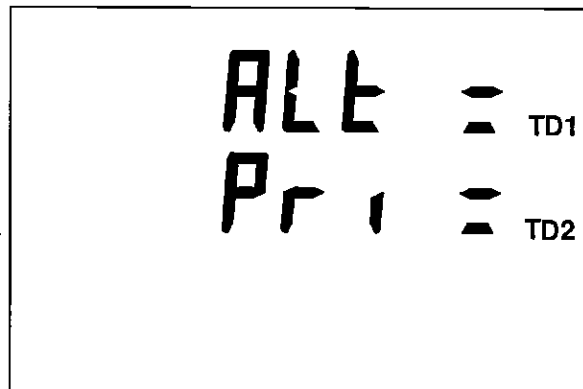 ALt = TD1
Pri = TD2